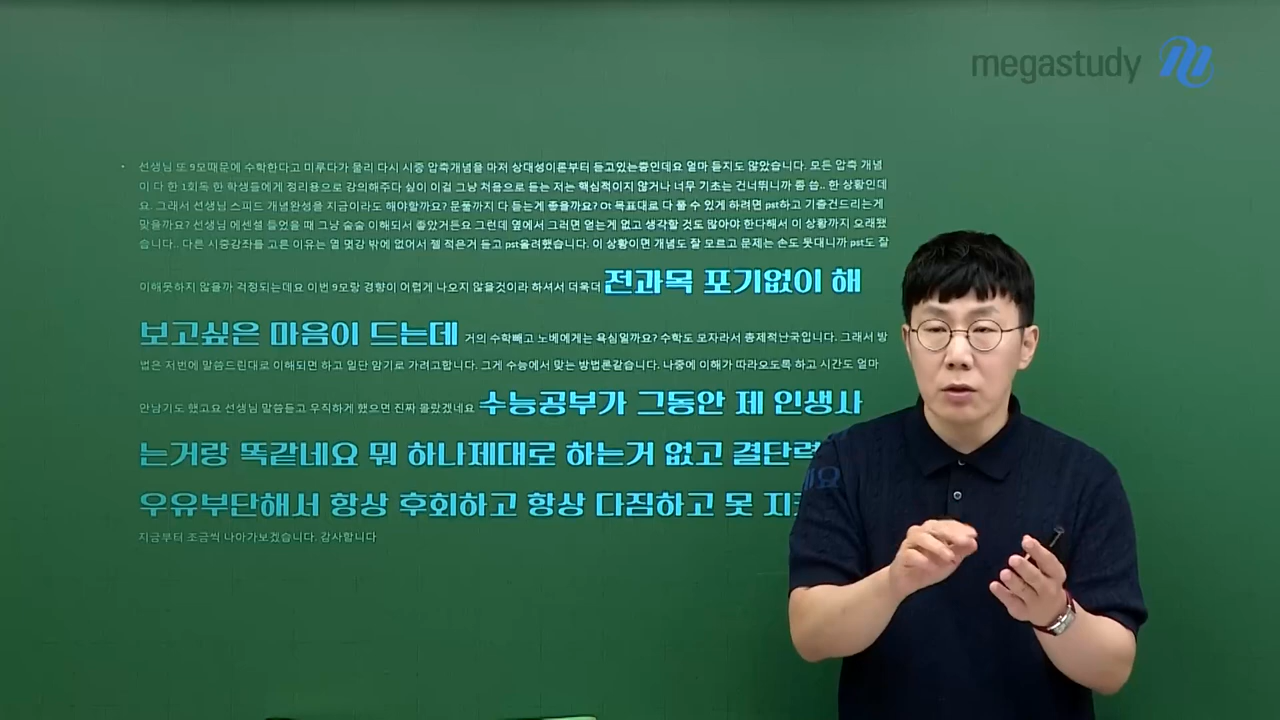 megastudy
선생님 또 9모때문에 수학한다고 미루다가 물리 다시 시중 압축개념을 마저 상대성이론부터 듣고있는중인데요 얼마 듣지도 않았습니다. 모든 압축 개념
이 다 한 1회독 한 학생들에게 정리용으로 강의해주다 싶이 이걸 그냥 처음으로 듣는 저는 핵심적이지 않거나 너무 기초는 건너뛰니까 좀 씀.. 한 상황인데
요. 그래서 선생님 스피드 개념완성을 지금이라도 해야할까요? 문풀까지 다 듣는게 좋을까요? Ot 목표대로 다 풀 수 있게 하려면 pst하고 기출건드리는게
맞을까요? 선생님 에센셜 들었을 때 그냥 술술 이해되서 좋았거든요 그런데 옆에서 그러면 얻는게 없고 생각할 것도 많아야 한다해서 이 상황까지 오래됐
습니다.. 다른 시중강좌를 고른 이유는 열 몇강 밖에 없어서 젤 적은거 듣고 pst올려했습니다. 이 상황이면 개념도 잘 모르고 문제는 손도 못대니까 pst도 잘
이해못하지 않을까 걱정되는데요 이번 9모랑 경향이 어렵게 나오지 않을것이라 하셔서 더욱더 전과목 포기없이 해
보고싶은 마음이 드는데 거의 수학빼고 노베에게는 욕심일까요? 수학도 모자라서 총체적난국입니다. 그래서 방
법은 저번에 말씀드린대로 이해되면 하고 일단 암기로 가려고합니다. 그게 수능에서 맞는 방법론같습니다. 나중에 이해가 따라오도록 하고 시간도 얼마
안남기도 했고요 선생님 말씀듣고 우직하게 했으면 진짜 몰랐겠네요 수능공부가 그동안 제 인생사
는거랑 똑같네요 뭐 하나제대로 하는거 없고 결단력
우유부단해서 항상 후회하고 항상 다짐하고 못
지금부터 조금씩 나아가보겠습니다. 감사합니다